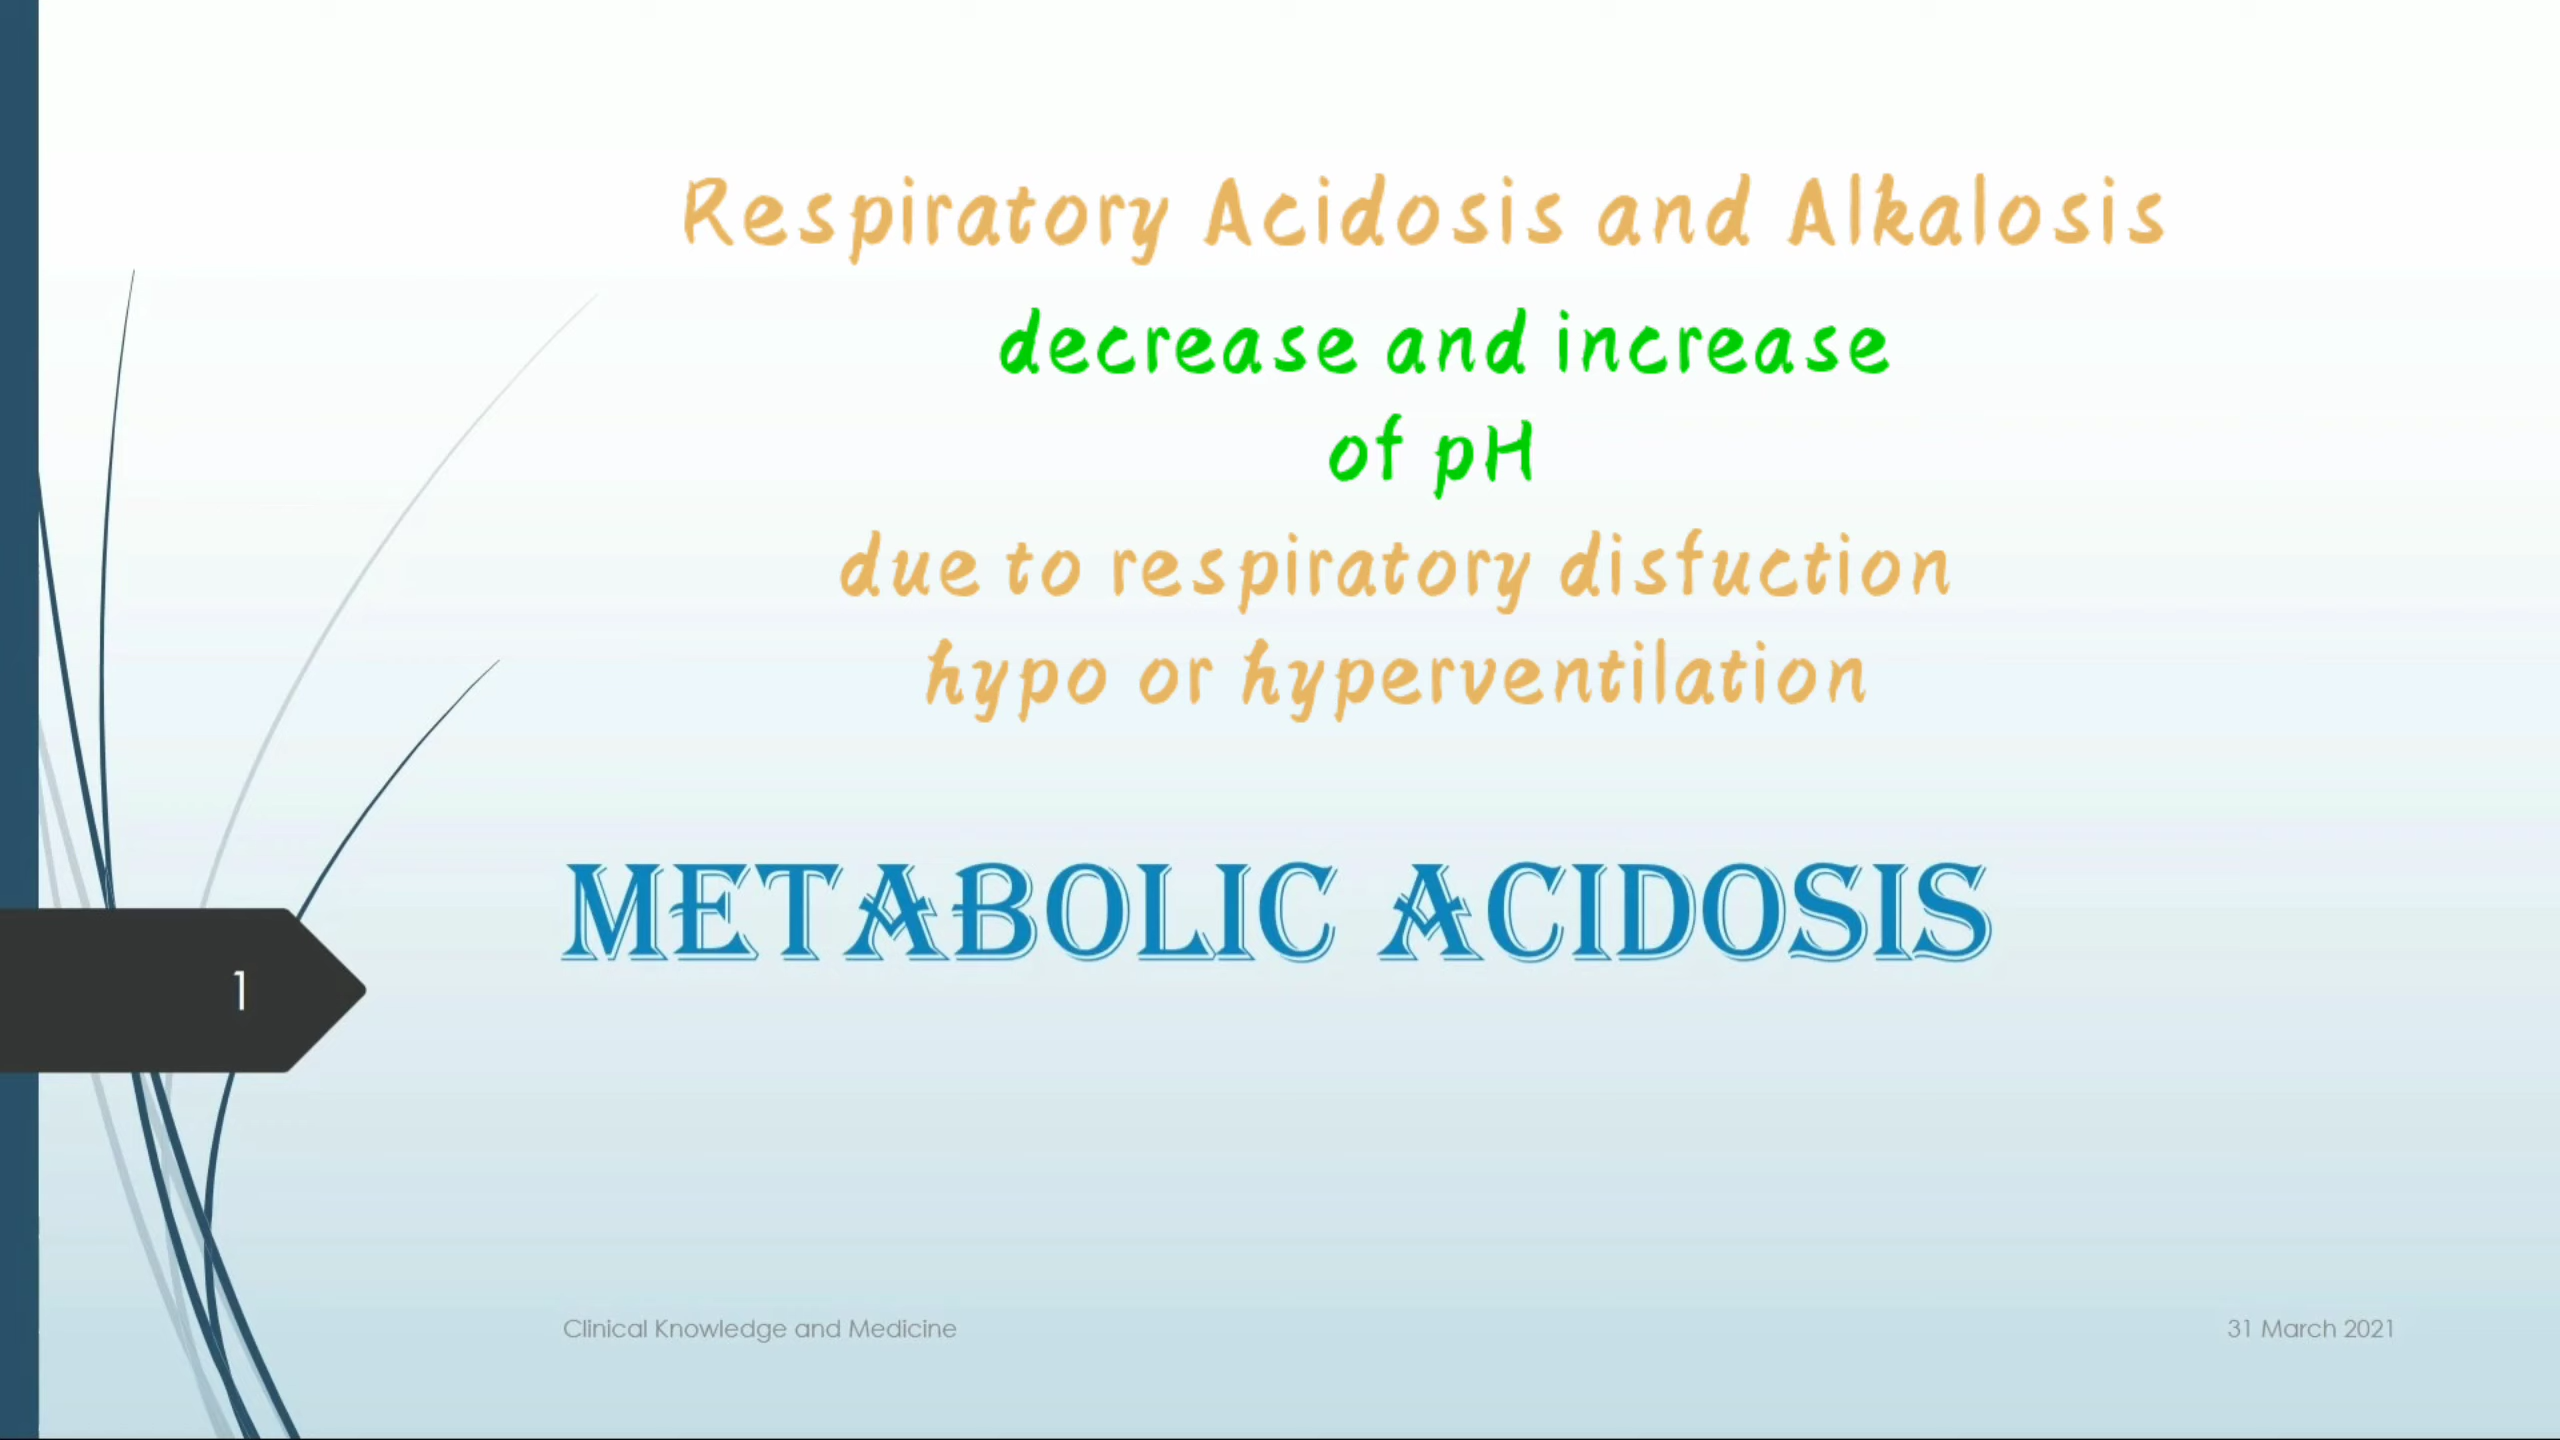 Respiratory Acidosis and Alkalosis
decrease and increase
of pH
due to respiratory disfuction
hypo or hyperventilation
METABOLIC ACIDOSIS
1
Clinical Knowledge and Medicine
31 March 2021